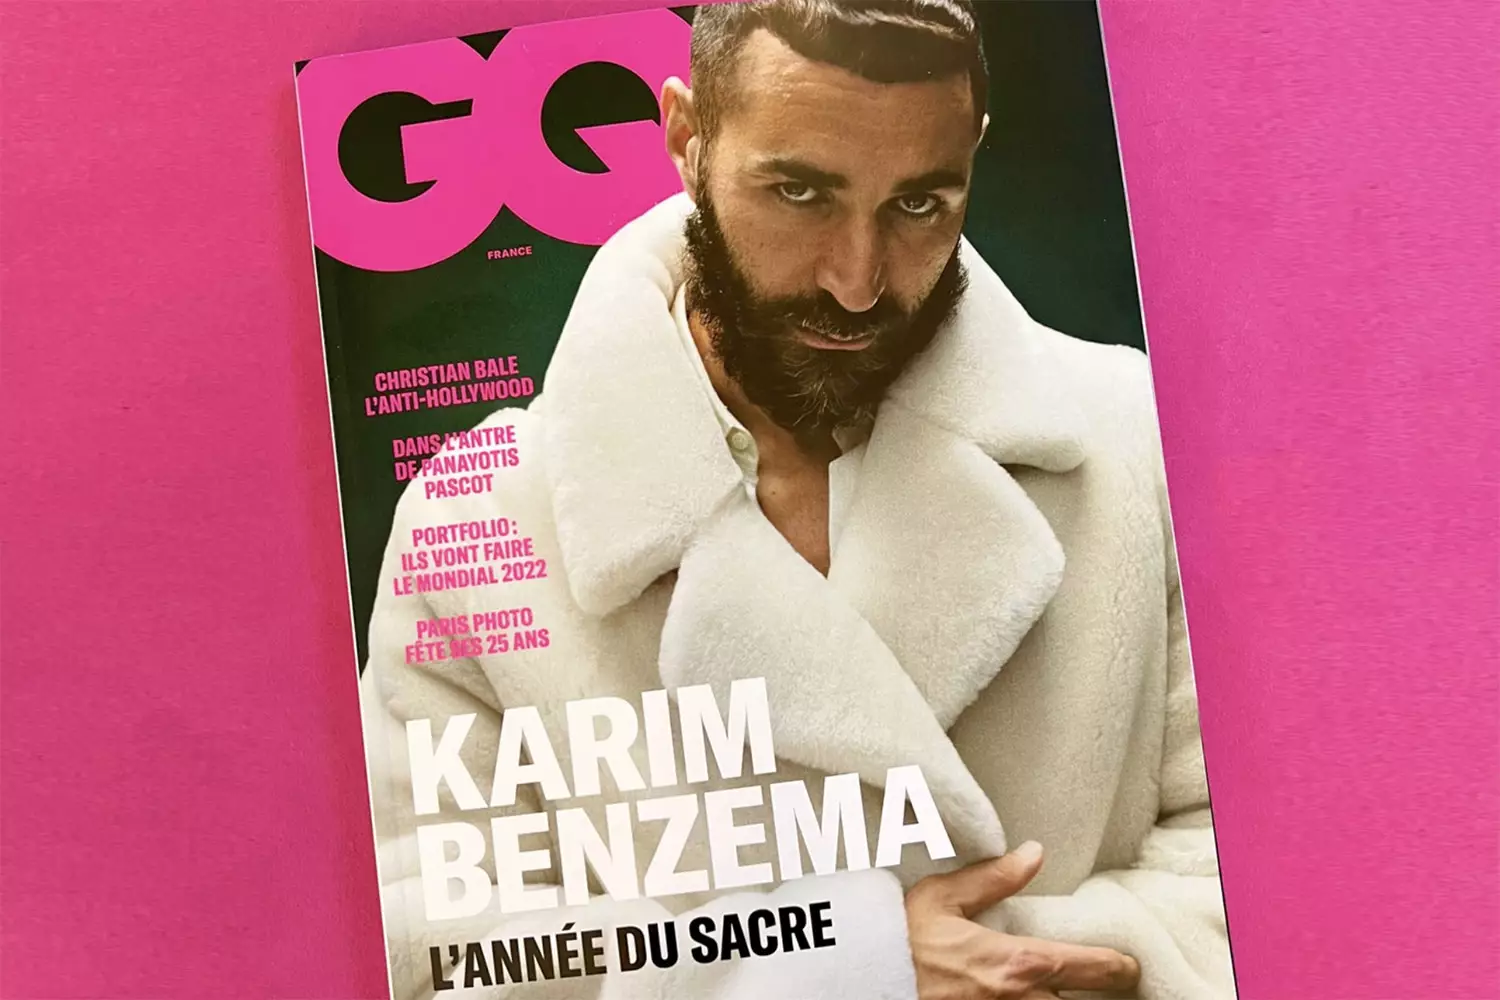 GQ
FRANCE
CHRISTIAN BALE
L'ANTI-HOLLYWOOD
DANS L'ANTRE
DE PANAYOTIS
PASCOT
PORTFOLIO :
ILS VONT FAIRE
LE MONDIAL 2022
PARIS PHOTO
FÊTE SES 25 ANS
KARIM
BENZEMA
L'ANNÉE DU SACRE